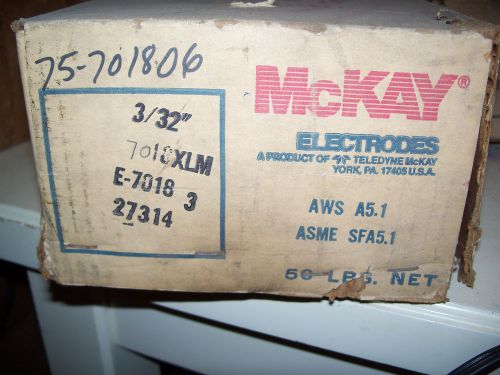 75-701806
3/32"
7018XLM
E-7018 3
27314
McKAY®
ELECTRODES
A PRODUCT OF TELEDYNE McKAY
YORK, PA. 17405 U.S.A.
AWS A5.1
ASME SFA5.1
50 LBS. NET